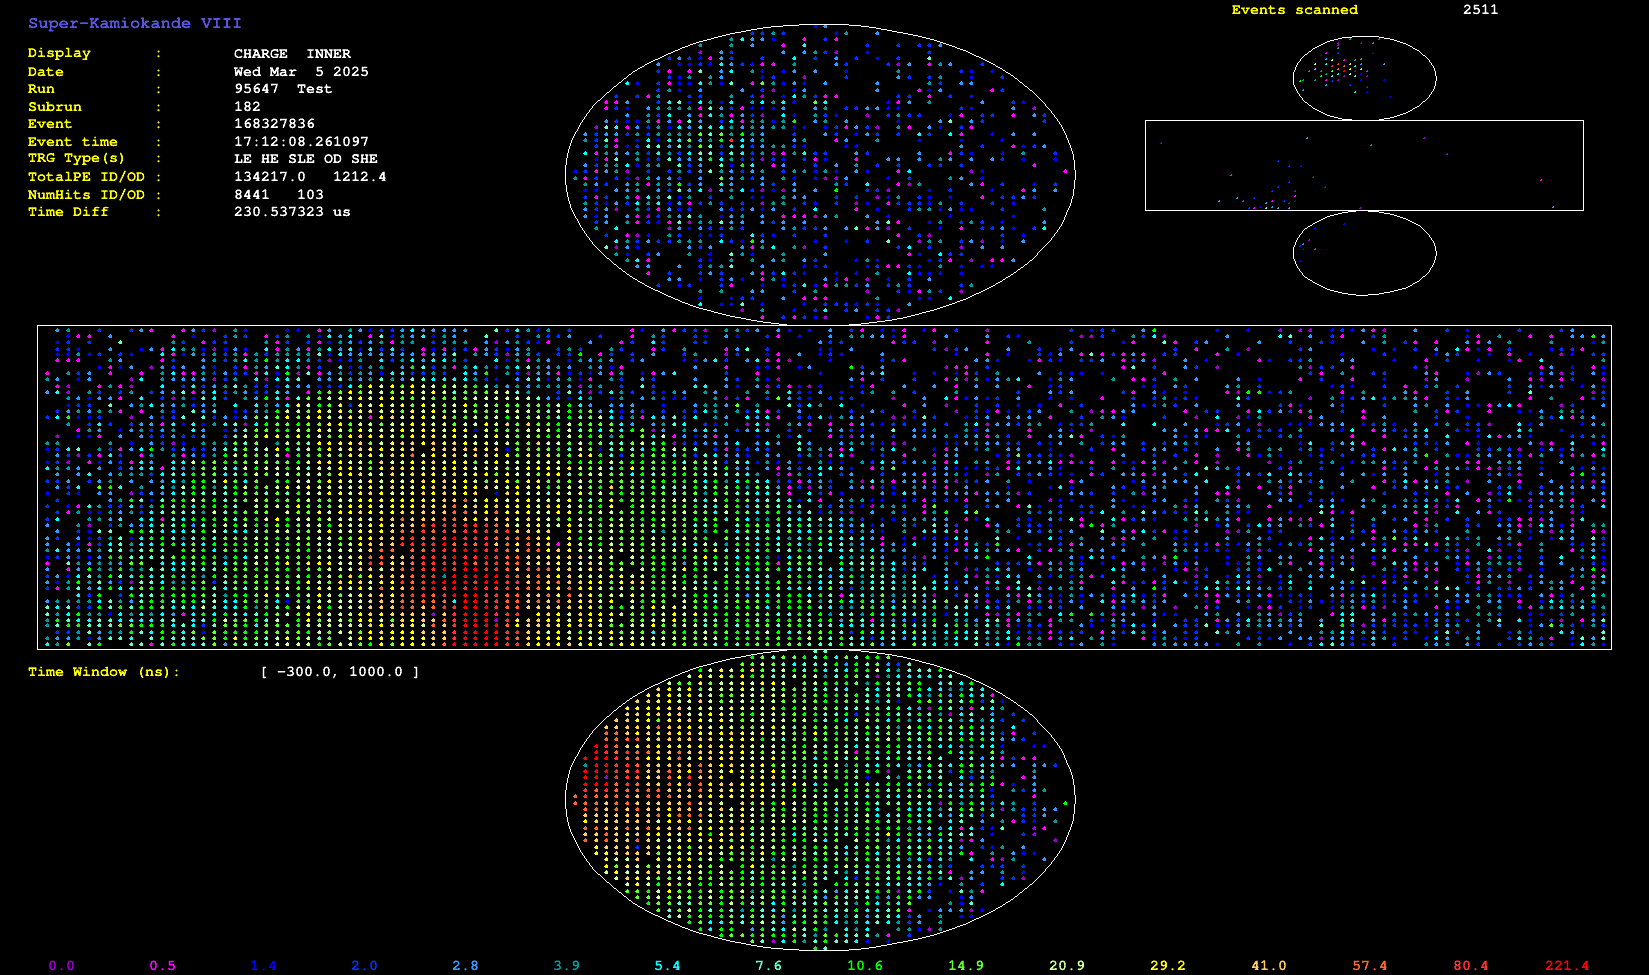 Super-Kamiokande VIII
Events scanned 2511
Display : CHARGE INNER
Date : Wed Mar 5 2025
Run : 95647 Test
Subrun : 182
Event : 168327836
Event time : 17:12:08.261097
TRG Type(s) : LE HE SLE OD SHE
TotalPE ID/OD : 134217.0 1212.4
NumHits ID/OD : 8441 103
Time Diff : 230.537323 us
Time Window (ns): [ -300.0, 1000.0 ]
0.0 0.5 1.4 2.0 2.8 3.9 5.4 7.6 10.6 14.9 20.9 29.2 41.0 57.4 80.4 221.4